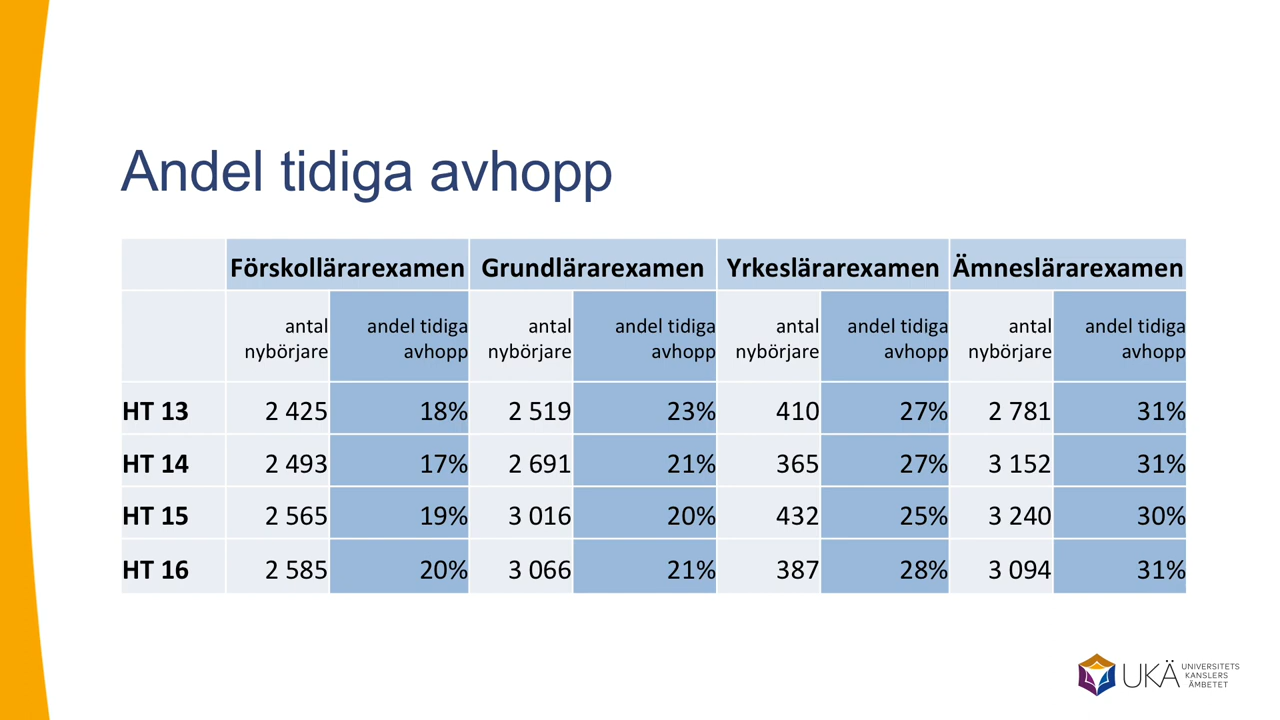 Andel tidiga avhopp
Förskollärarexamen Grundlärarexamen Yrkeslärarexamen Ämneslärarexamen
antal nybörjare andel tidiga avhopp antal nybörjare andel tidiga avhopp antal nybörjare andel tidiga avhopp antal nybörjare andel tidiga avhopp
HT 13 2 425 18% 2 519 23% 410 27% 2 781 31%
HT 14 2 493 17% 2 691 21% 365 27% 3 152 31%
HT 15 2 565 19% 3 016 20% 432 25% 3 240 30%
HT 16 2 585 20% 3 066 21% 387 28% 3 094 31%
UKÄ UNIVERSITETS
KANSLERS
ÄMBETET